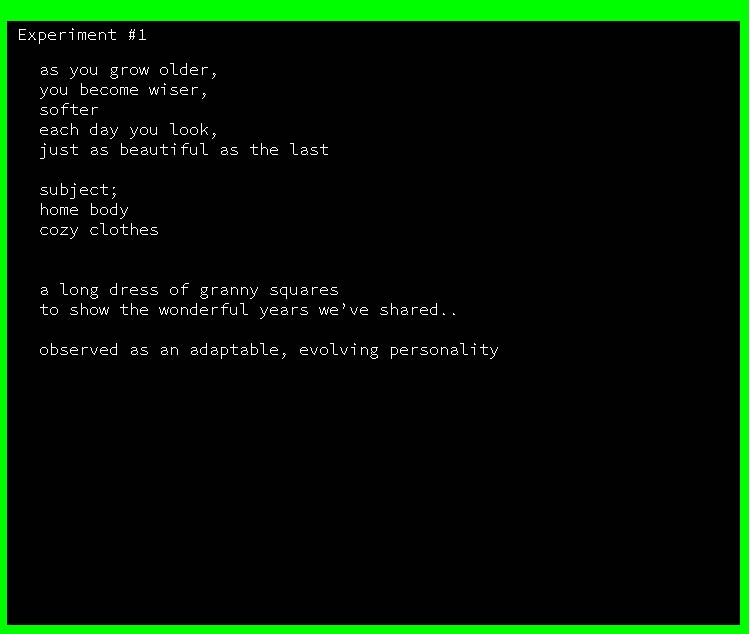 Experiment #1
as you grow older,
you become wiser,
softer
each day you look,
just as beautiful as the last
subject;
home body
cozy clothes
a long dress of granny squares
to show the wonderful years we've shared..
observed as an adaptable, evolving personality